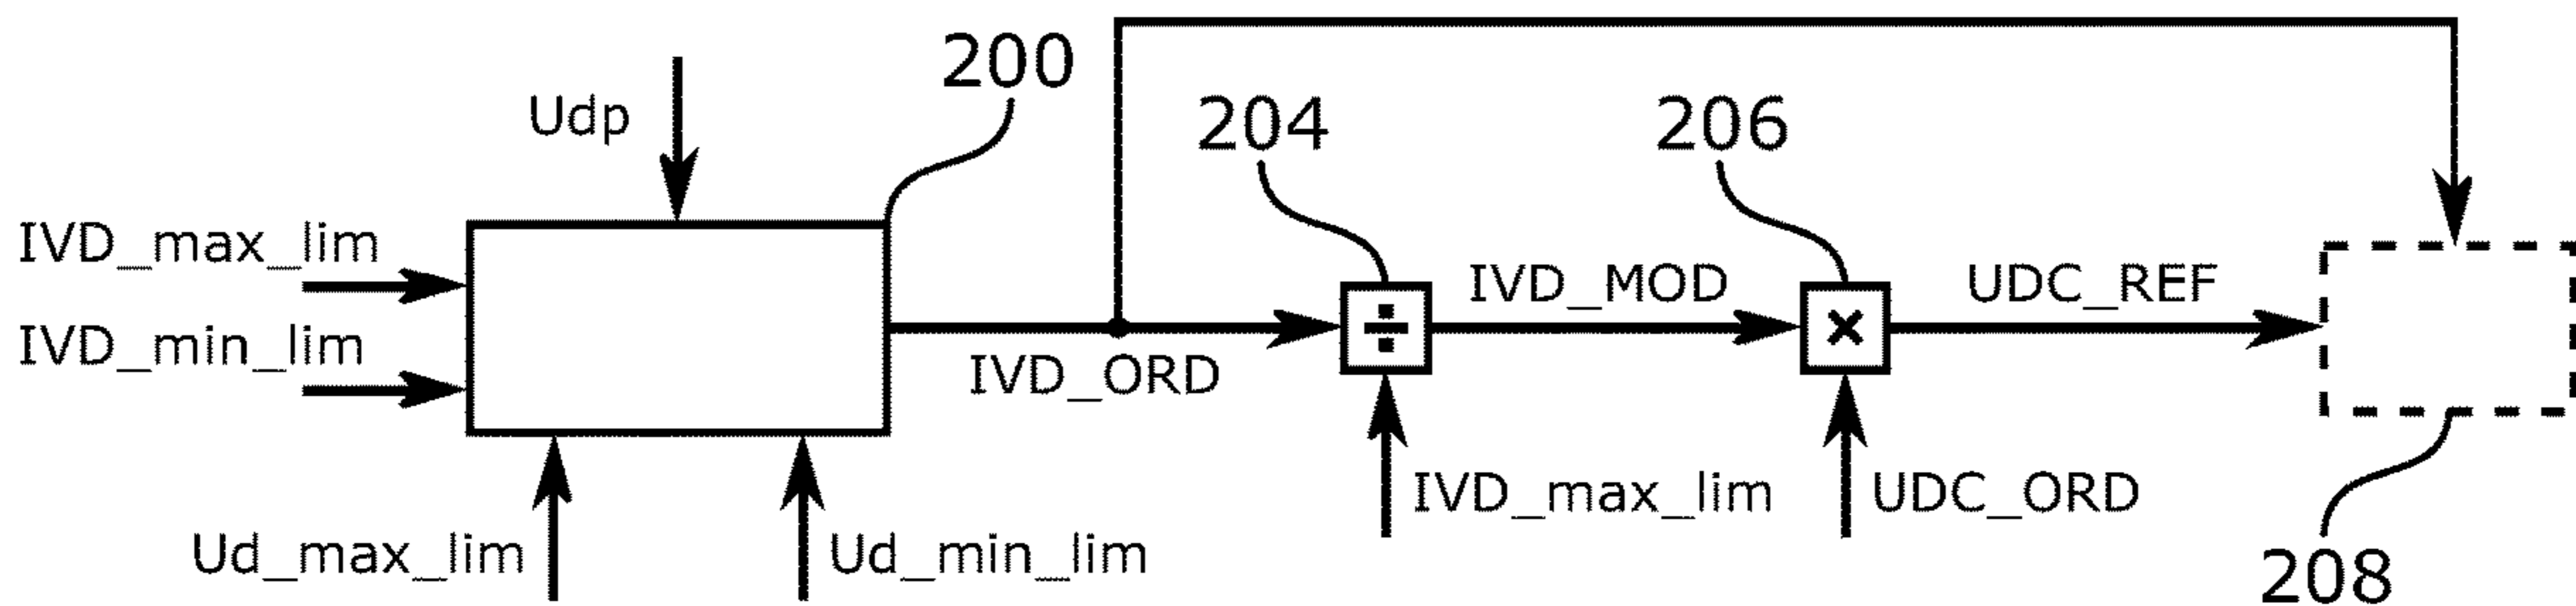 200
Udp
204
206
IVD_max_lim
IVD_MOD
UDC_REF
IVD_min_lim
÷
×
IVD_ORD
IVD_max_lim
UDC_ORD
Ud_max_lim
Ud_min_lim
208